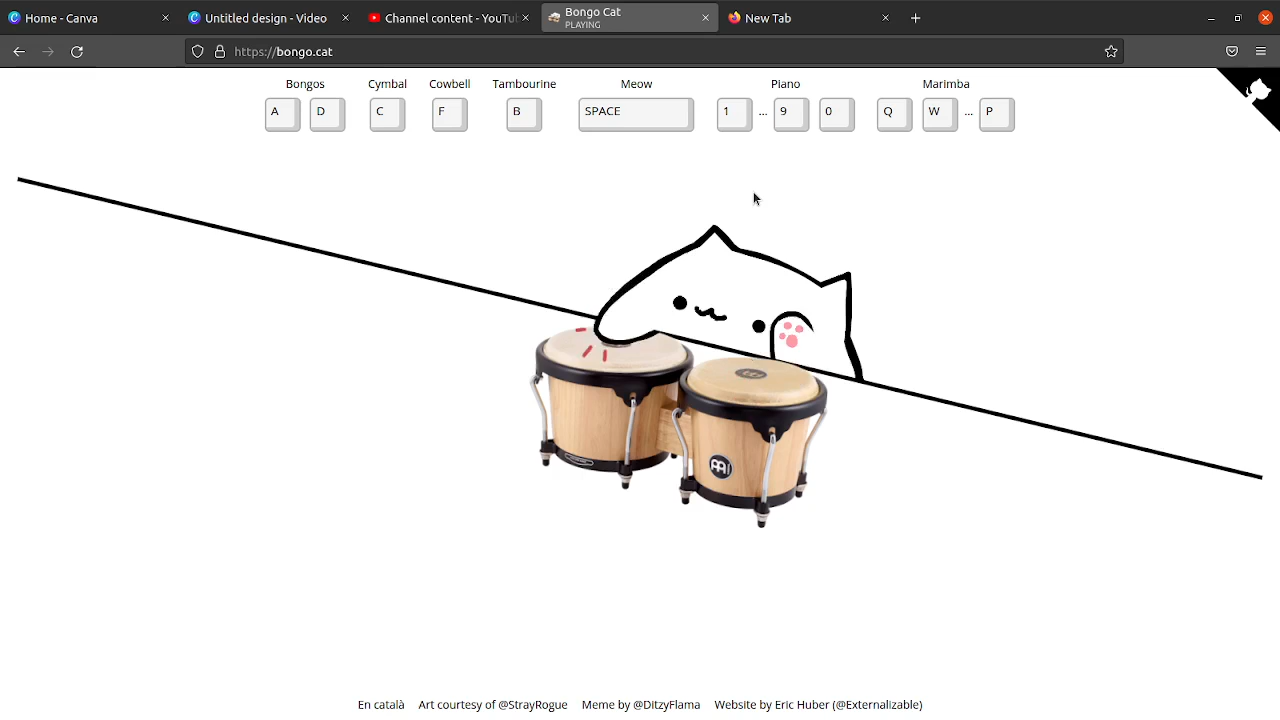 Home - Canva
Untitled design - Video
Channel content - YouTu
Bongo Cat
PLAYING
New Tab
https://bongo.cat
Bongos Cymbal Cowbell Tambourine Meow Piano Marimba
A D C F B SPACE 1 ... 9 0 Q W ... P
En català Art courtesy of @StrayRogue Meme by @DitzyFlama Website by Eric Huber (@Externalizable)